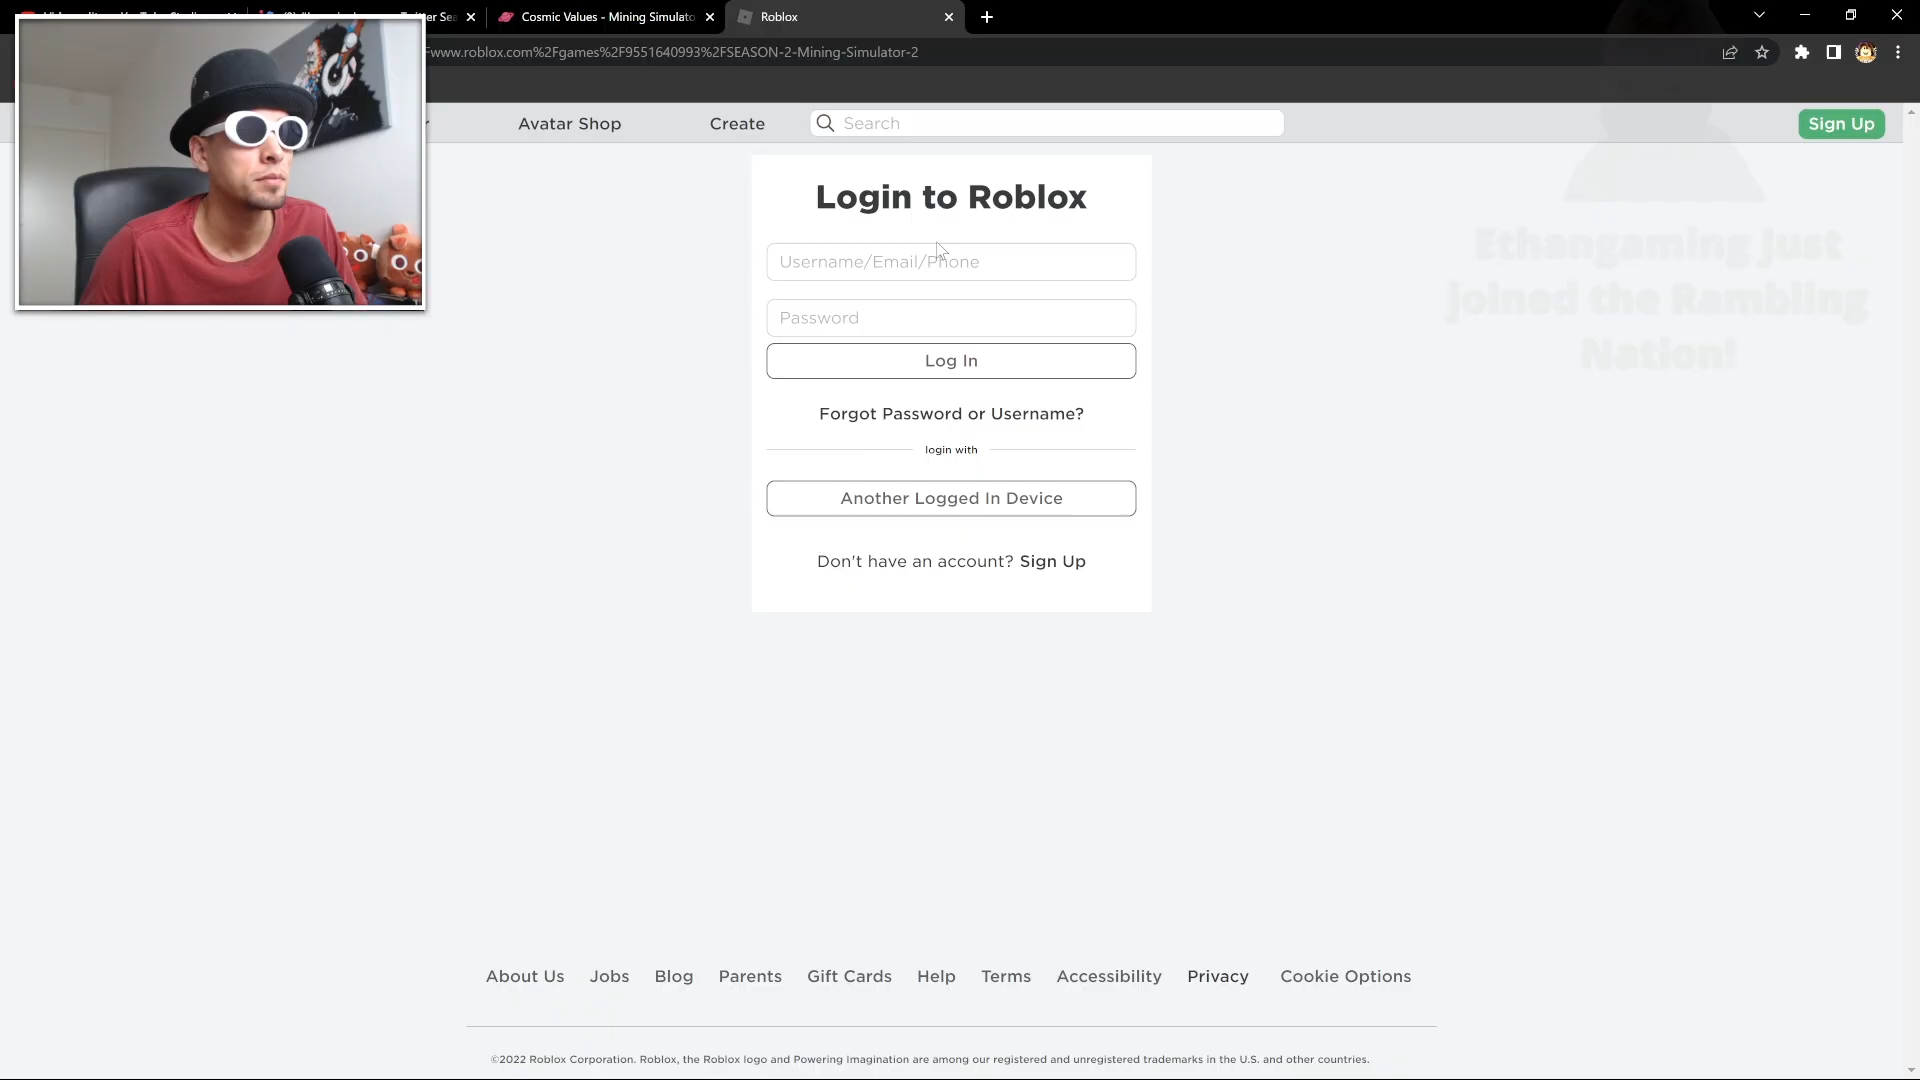 Cosmic Values - Mining Simulato
Roblox
www.roblox.com%2Fgames%2F9551640993%2FSEASON-2-Mining-Simulator-2
Avatar Shop
Create
Search
Sign Up
Login to Roblox
Username/Email/Phone
Password
Log In
Forgot Password or Username?
login with
Another Logged In Device
Don't have an account? Sign Up
Ethangaming Just
joined the Rambling
Nation!
About Us
Jobs
Blog
Parents
Gift Cards
Help
Terms
Accessibility
Privacy
Cookie Options
©2022 Roblox Corporation. Roblox, the Roblox logo and Powering Imagination are among our registered and unregistered trademarks in the U.S. and other countries.